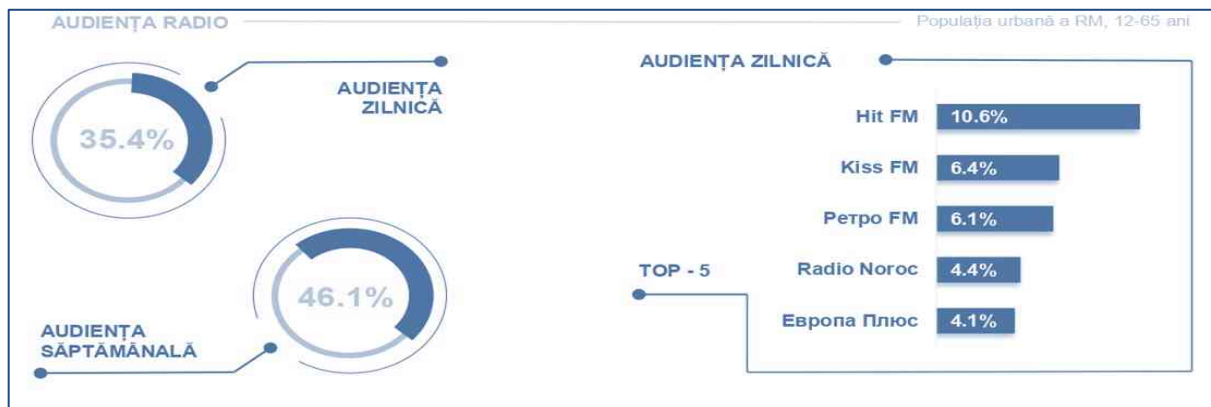 AUDIENȚA RADIO
Populația urbană a RM, 12-65 ani
35.4%
AUDIENȚA
ZILNICĂ
46.1%
AUDIENȚA
SĂPTĂMÂNALĂ
AUDIENȚA ZILNICĂ
Hit FM 10.6%
Kiss FM 6.4%
Ретро FM 6.1%
Radio Noroc 4.4%
Европа Плюс 4.1%
TOP - 5